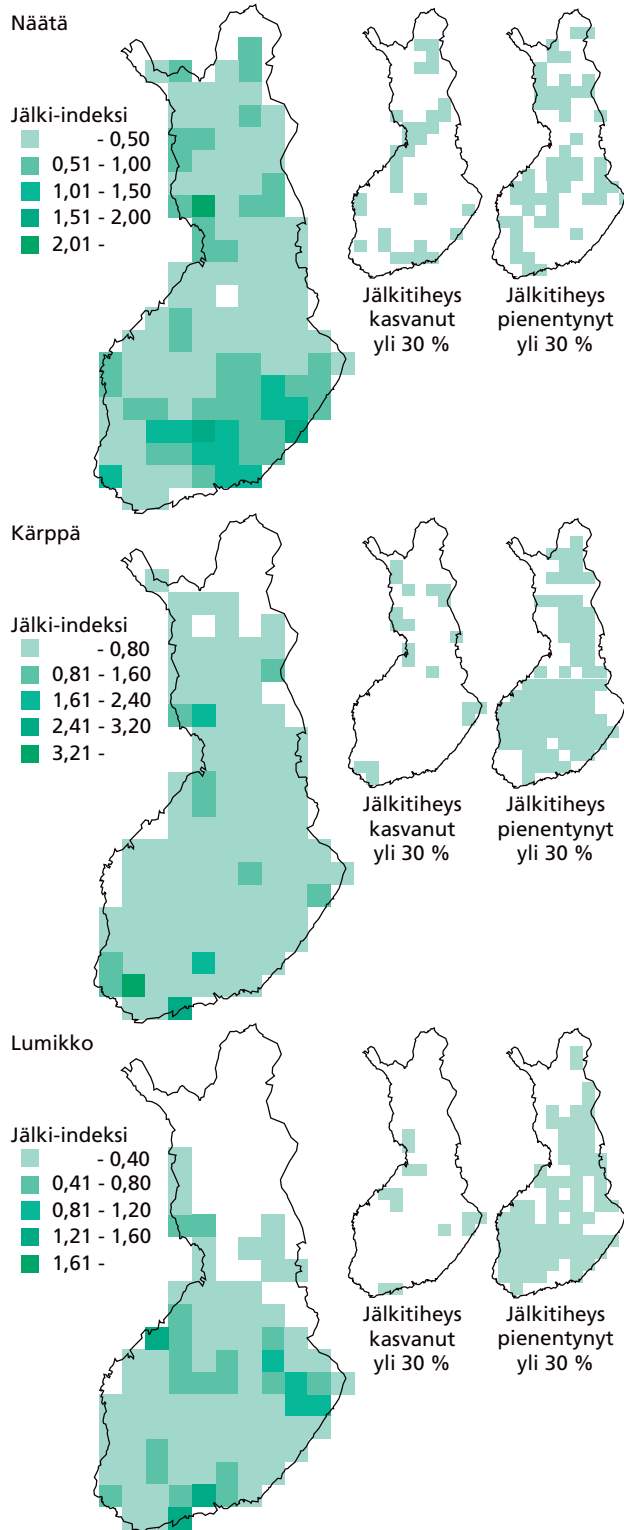 Näätä
Jälki-indeksi
- 0,50
0,51 - 1,00
1,01 - 1,50
1,51 - 2,00
2,01 -
Jälkitiheys
kasvanut
yli 30 %
Jälkitiheys
pienentynyt
yli 30 %
Kärppä
Jälki-indeksi
- 0,80
0,81 - 1,60
1,61 - 2,40
2,41 - 3,20
3,21 -
Jälkitiheys
kasvanut
yli 30 %
Jälkitiheys
pienentynyt
yli 30 %
Lumikko
Jälki-indeksi
- 0,40
0,41 - 0,80
0,81 - 1,20
1,21 - 1,60
1,61 -
Jälkitiheys
kasvanut
yli 30 %
Jälkitiheys
pienentynyt
yli 30 %